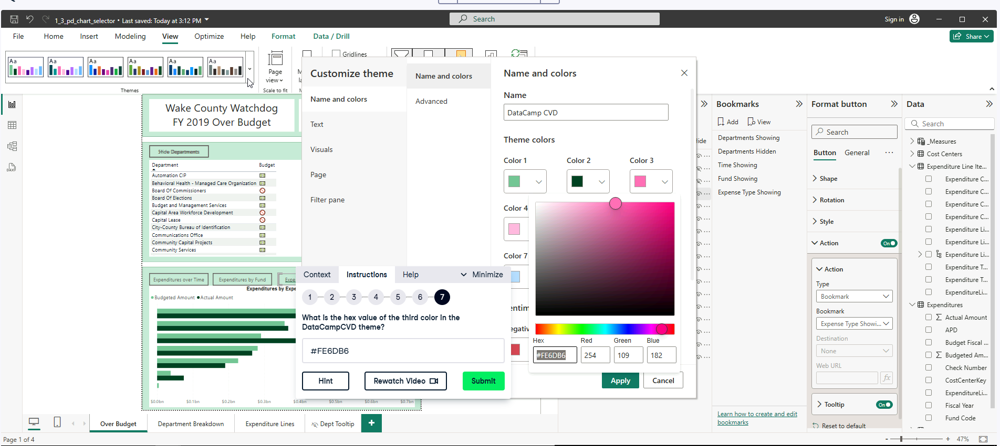 1_3_pd_chart_selector • Last saved: Today at 3:12 PM
Search
Sign in
File
Home
Insert
Modeling
View
Optimize
Help
Format
Data / Drill
Share
Aa
Aa
Aa
Aa
Aa
Aa
Themes
Page
view
Scale to fit
Gridlines
Customize theme
Name and colors
Text
Visuals
Page
Filter pane
Name and colors
Advanced
Name and colors
Name
DataCamp CVD
Theme colors
Color 1
Color 2
Color 3
Color 4
Color 7
Hex
Red
Green
Blue
#FE6DB6
254
109
182
Apply
Cancel
Wake County Watchdog
FY 2019 Over Budget
Department
Budget
Automation CIP
Behavioral Health - Managed Care Organization
Board Of Commissioners
Board Of Elections
Budget and Management Services
Capital Area Workforce Development
Capital Lease
City-County Bureau of Identification
Communications Office
Community Capital Projects
Community Services
Expenditures over Time
Expenditures by Fund
Expe
Expenditures by Expe
Budgeted Amount
Actual Amount
$0.0bn
$0.1bn
$0.2bn
$0.3bn
$0.4bn
$0.5bn
$0.6bn
$0.7bn
Context
Instructions
Help
Minimize
1
2
3
4
5
6
7
What is the hex value of the third color in the
DataCampCVD theme?
#FE6DB6
Hint
Rewatch Video
Submit
Bookmarks
Add
View
Departments Showing
Departments Hidden
Time Showing
Fund Showing
Expense Type Showing
Learn how to create and edit
bookmarks
Format button
Search
Button
General
Shape
Rotation
Style
Action
On
Action
Type
Bookmark
Bookmark
Expense Type Showi...
Destination
None
Web URL
fx
Tooltip
On
Reset to default
Data
Search
_Measures
Cost Centers
Expenditure Line Ite...
Expenditure C...
Expenditure C...
Expenditure C...
Expenditure C...
Expenditure Li...
Expenditure Li...
Expenditure Li...
Expenditure T...
Expenditure T...
ExpenditureLi...
Expenditures
Actual Amount
APD
Budget Fiscal ...
Budgeted Am...
Check Number
CostCenterKey
ExpenditureLi...
Fiscal Year
Fund Code
Over Budget
Department Breakdown
Expenditure Lines
Dept Tooltip
Page 1 of 4
47%